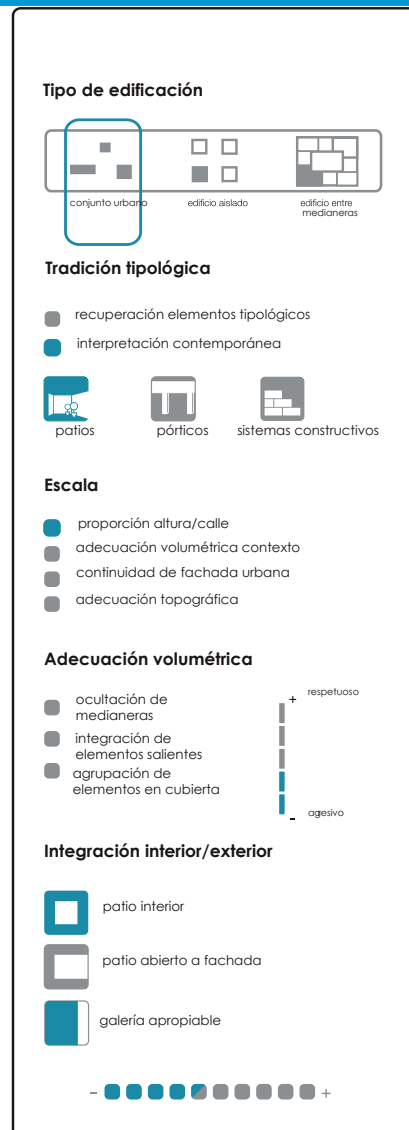 Tipo de edificación
conjunto urbano
edificio aislado
edificio entre
medianeras
Tradición tipológica
recuperación elementos tipológicos
interpretación contemporánea
patios
pórticos
sistemas constructivos
Escala
proporción altura/calle
adecuación volumétrica contexto
continuidad de fachada urbana
adecuación topográfica
Adecuación volumétrica
ocultación de
medianeras
integración de
elementos salientes
agrupación de
elementos en cubierta
+ respetuoso
- agresivo
Integración interior/exterior
patio interior
patio abierto a fachada
galería apropiable
- +